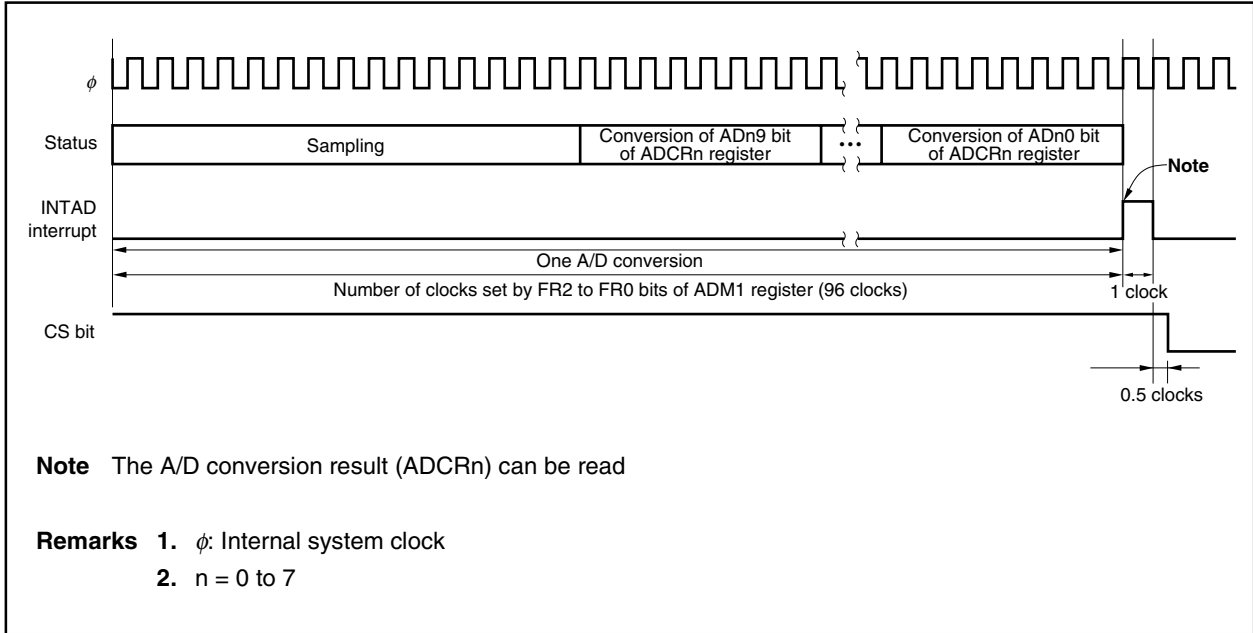 ϕ
Status
Sampling
Conversion of ADn9 bit
of ADCRn register
•••
Conversion of ADn0 bit
of ADCRn register
Note
INTAD
interrupt
One A/D conversion
Number of clocks set by FR2 to FR0 bits of ADM1 register (96 clocks)
1 clock
CS bit
0.5 clocks
Note The A/D conversion result (ADCRn) can be read
Remarks 1. ϕ: Internal system clock
2. n = 0 to 7